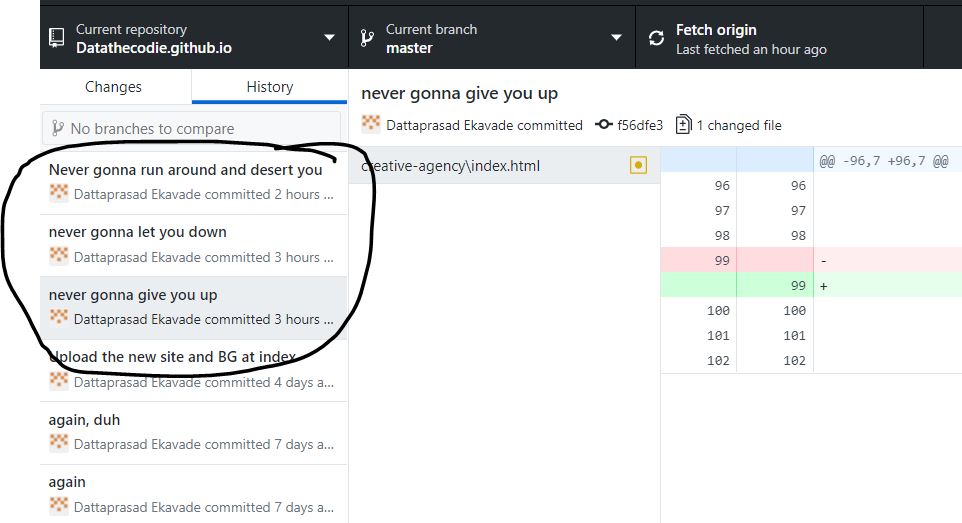 Current repository
Datathecodie.github.io
Current branch
master
Fetch origin
Last fetched an hour ago
Changes
History
No branches to compare
Never gonna run around and desert you
Dattaprasad Ekavade committed 2 hours ...
never gonna let you down
Dattaprasad Ekavade committed 3 hours ...
never gonna give you up
Dattaprasad Ekavade committed 3 hours ...
Upload the new site and BG at index
Dattaprasad Ekavade committed 4 days a...
again, duh
Dattaprasad Ekavade committed 7 days a...
again
Dattaprasad Ekavade committed 7 days a...
never gonna give you up
Dattaprasad Ekavade committed f56dfe3 1 changed file
creative-agency\index.html
@@ -96,7 +96,7 @@
96 96
97 97
98 98
99 -
99 +
100 100
101 101
102 102